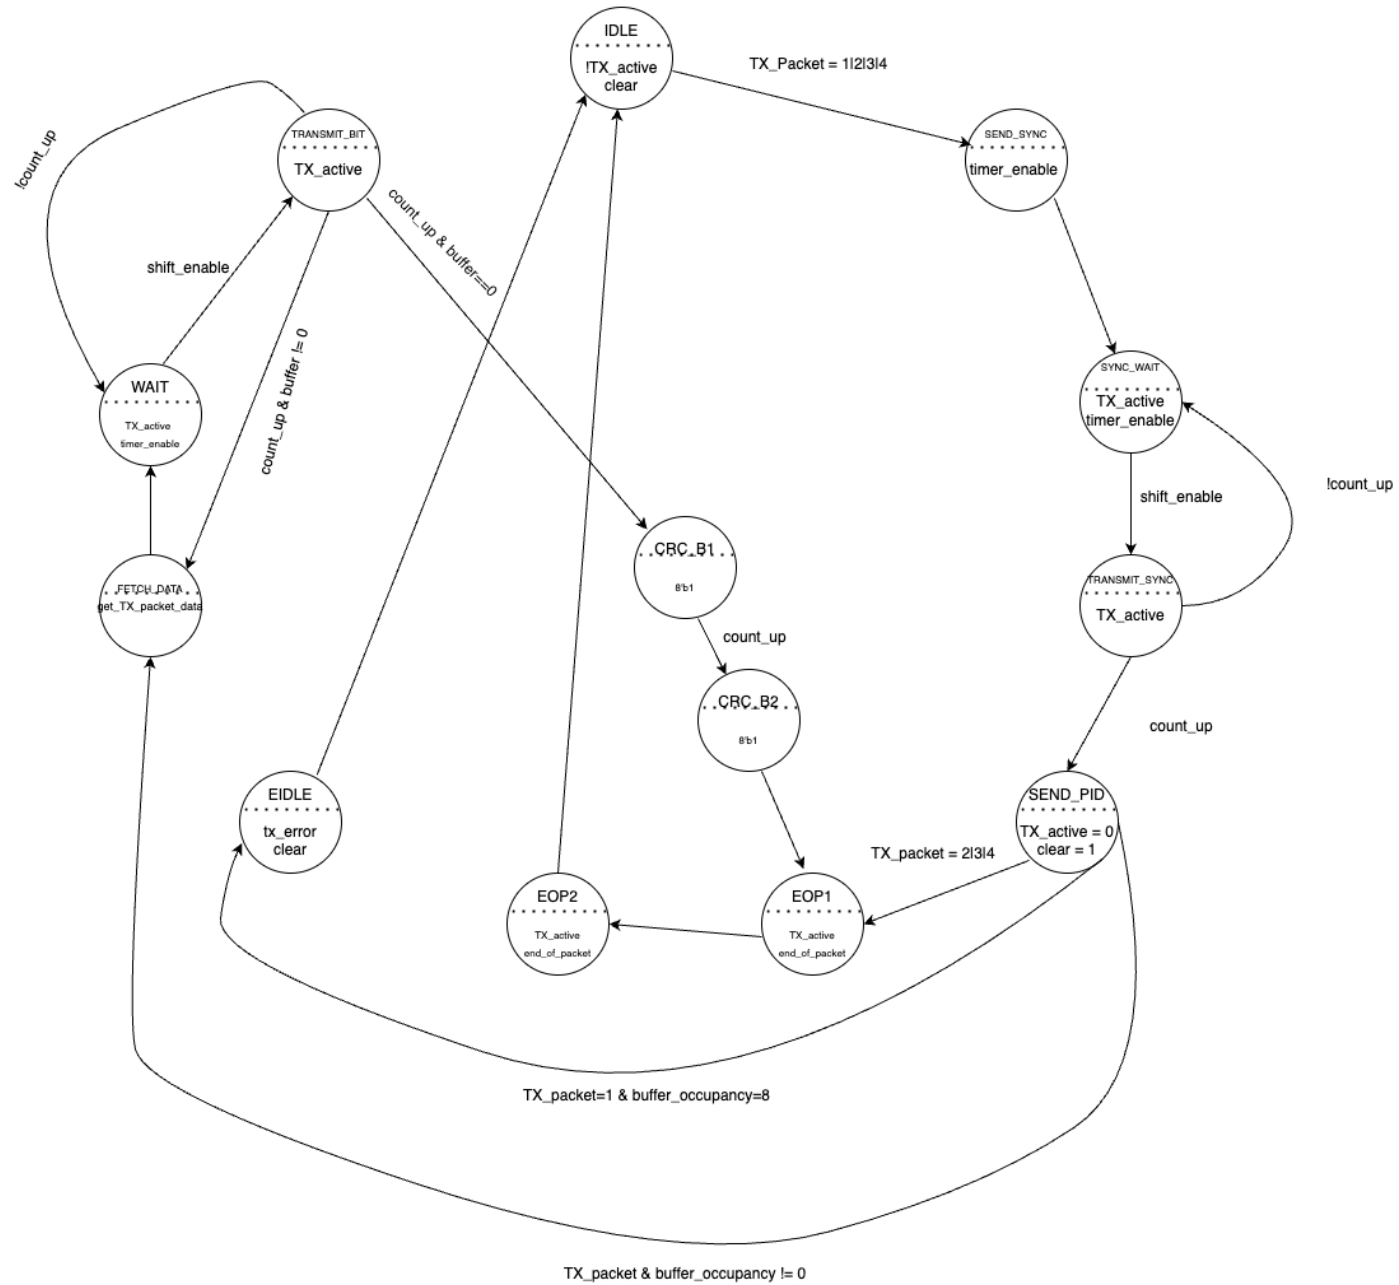 IDLE
!TX_active
clear
TX_Packet = 1|2|3|4
TRANSMIT_BIT
TX_active
SEND_SYNC
timer_enable
!count_up
count_up & buffer==0
shift_enable
count_up & buffer != 0
WAIT
TX_active
timer_enable
SYNC_WAIT
TX_active
timer_enable
shift_enable
!count_up
CRC_B1
8'b1
FETCH_DATA
get_TX_packet_data
TRANSMIT_SYNC
TX_active
count_up
CRC_B2
8'b1
count_up
EIDLE
tx_error
clear
SEND_PID
TX_active = 0
clear = 1
TX_packet = 2|3|4
EOP2
TX_active
end_of_packet
EOP1
TX_active
end_of_packet
TX_packet=1 & buffer_occupancy=8
TX_packet & buffer_occupancy != 0